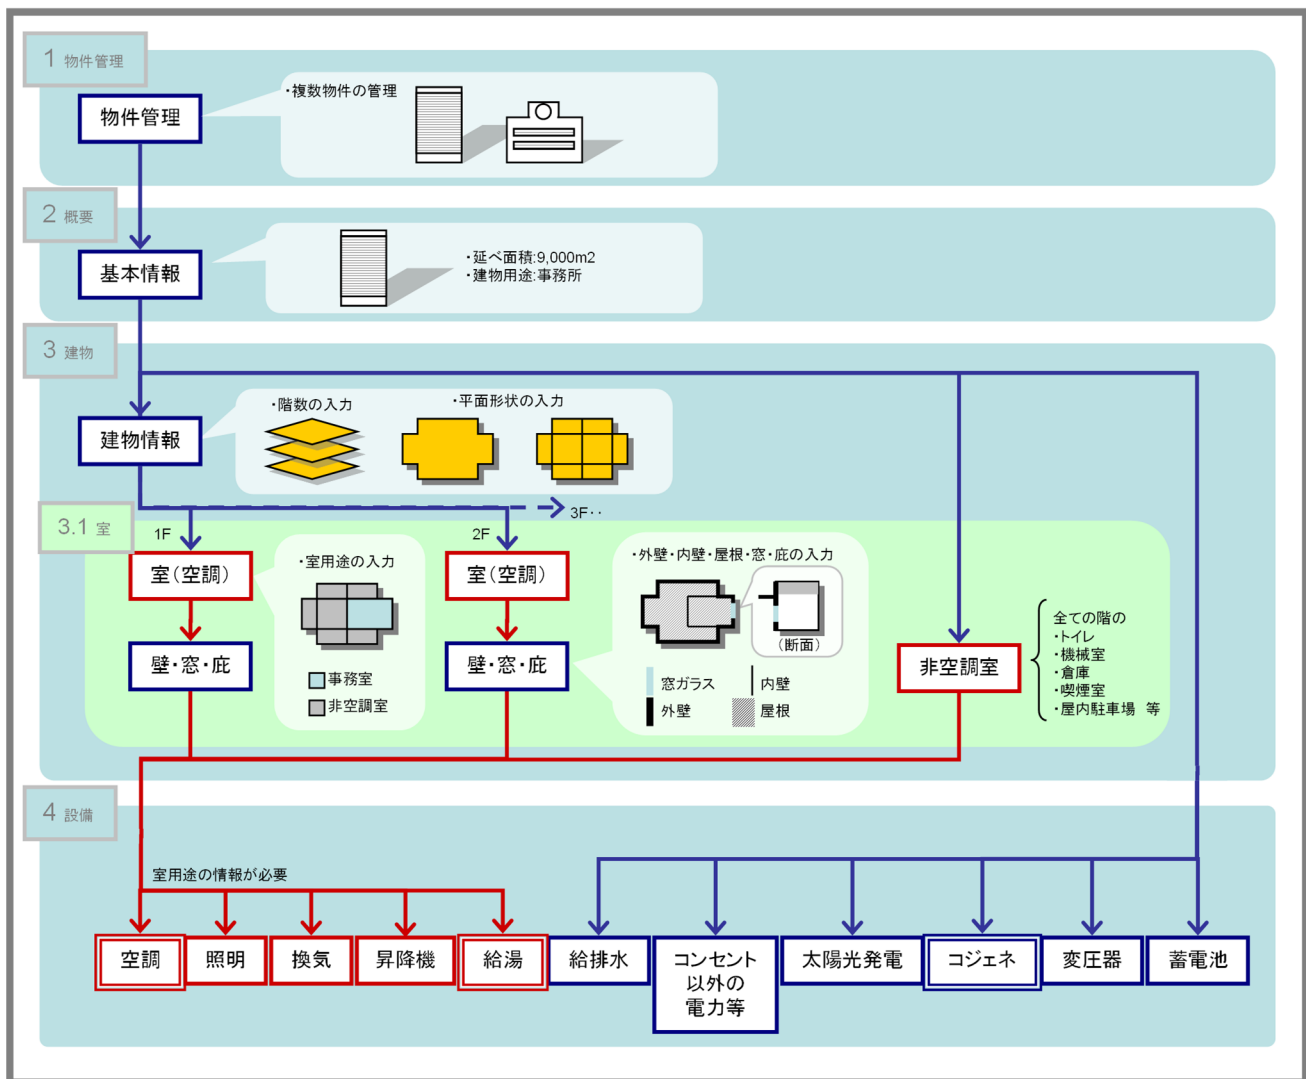 1 物件管理
物件管理
・複数物件の管理
2 概要
基本情報
・延べ面積:9,000m2
・建物用途:事務所
3 建物
建物情報
・階数の入力
・平面形状の入力
3F・・
3.1 室
1F
2F
室(空調)
・室用途の入力
室(空調)
・外壁・内壁・屋根・窓・庇の入力
(断面)
壁・窓・庇
事務室
非空調室
壁・窓・庇
窓ガラス
内壁
外壁
屋根
非空調室
全ての階の
・トイレ
・機械室
・倉庫
・喫煙室
・屋内駐車場 等
4 設備
室用途の情報が必要
空調
照明
換気
昇降機
給湯
給排水
コンセント
以外の
電力等
太陽光発電
コジェネ
変圧器
蓄電池